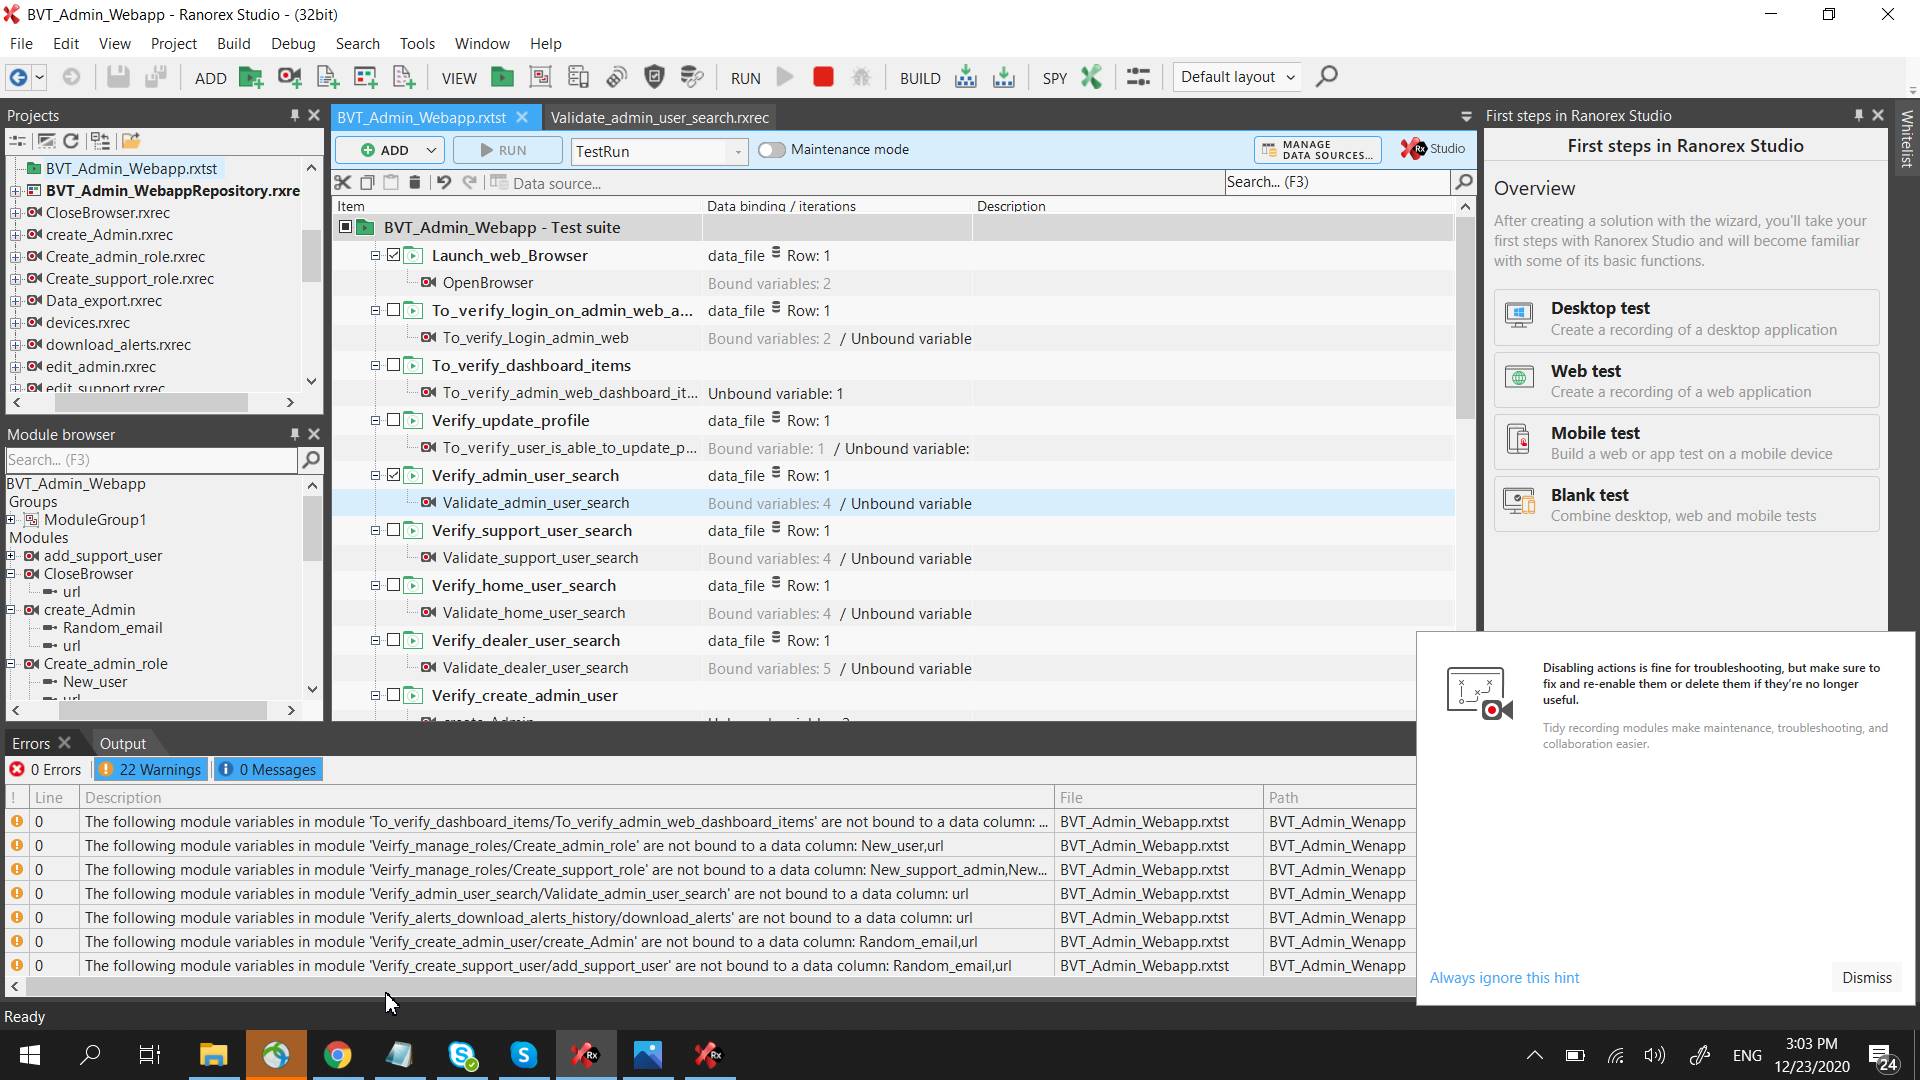 BVT_Admin_Webapp - Ranorex Studio - (32bit)
File Edit View Project Build Debug Search Tools Window Help
ADD VIEW RUN BUILD SPY Default layout
Projects
BVT_Admin_Webapp.rxtst
BVT_Admin_WebappRepository.rxre
CloseBrowser.rxrec
create_Admin.rxrec
Create_admin_role.rxrec
Create_support_role.rxrec
Data_export.rxrec
devices.rxrec
download_alerts.rxrec
edit_admin.rxrec
edit_support.rxrec
Module browser
Search... (F3)
BVT_Admin_Webapp
Groups
ModuleGroup1
Modules
add_support_user
CloseBrowser
url
create_Admin
Random_email
url
Create_admin_role
New_user
url
BVT_Admin_Webapp.rxtst Validate_admin_user_search.rxrec
ADD RUN TestRun Maintenance mode MANAGE DATA SOURCES... Rx Studio
Data source... Search... (F3)
Item Data binding / iterations Description
BVT_Admin_Webapp - Test suite
Launch_web_Browser data_file Row: 1
OpenBrowser Bound variables: 2
To_verify_login_on_admin_web_a... data_file Row: 1
To_verify_Login_admin_web Bound variables: 2 / Unbound variable
To_verify_dashboard_items data_file Row: 1
To_verify_admin_web_dashboard_it... Unbound variable: 1
Verify_update_profile data_file Row: 1
To_verify_user_is_able_to_update_p... Bound variable: 1 / Unbound variable:
Verify_admin_user_search data_file Row: 1
Validate_admin_user_search Bound variables: 4 / Unbound variable
Verify_support_user_search data_file Row: 1
Validate_support_user_search Bound variables: 4 / Unbound variable
Verify_home_user_search data_file Row: 1
Validate_home_user_search Bound variables: 4 / Unbound variable
Verify_dealer_user_search data_file Row: 1
Validate_dealer_user_search Bound variables: 5 / Unbound variable
Verify_create_admin_user
First steps in Ranorex Studio
First steps in Ranorex Studio
Overview
After creating a solution with the wizard, you'll take your
first steps with Ranorex Studio and will become familiar
with some of its basic functions.
Desktop test
Create a recording of a desktop application
Web test
Create a recording of a web application
Mobile test
Build a web or app test on a mobile device
Blank test
Combine desktop, web and mobile tests
Whitelist
Disabling actions is fine for troubleshooting, but make sure to
fix and re-enable them or delete them if they're no longer
useful.
Tidy recording modules make maintenance, troubleshooting, and
collaboration easier.
Always ignore this hint Dismiss
Errors Output
0 Errors 22 Warnings 0 Messages
! Line Description File Path
0 The following module variables in module 'To_verify_dashboard_items/To_verify_admin_web_dashboard_items' are not bound to a data column: ... BVT_Admin_Webapp.rxtst BVT_Admin_Wenapp
0 The following module variables in module 'Veirfy_manage_roles/Create_admin_role' are not bound to a data column: New_user,url BVT_Admin_Webapp.rxtst BVT_Admin_Wenapp
0 The following module variables in module 'Veirfy_manage_roles/Create_support_role' are not bound to a data column: New_support_admin,New... BVT_Admin_Webapp.rxtst BVT_Admin_Wenapp
0 The following module variables in module 'Verify_admin_user_search/Validate_admin_user_search' are not bound to a data column: url BVT_Admin_Webapp.rxtst BVT_Admin_Wenapp
0 The following module variables in module 'Verify_alerts_download_alerts_history/download_alerts' are not bound to a data column: url BVT_Admin_Webapp.rxtst BVT_Admin_Wenapp
0 The following module variables in module 'Verify_create_admin_user/create_Admin' are not bound to a data column: Random_email,url BVT_Admin_Webapp.rxtst BVT_Admin_Wenapp
0 The following module variables in module 'Verify_create_support_user/add_support_user' are not bound to a data column: Random_email,url BVT_Admin_Webapp.rxtst BVT_Admin_Wenapp
Ready
ENG 3:03 PM
12/23/2020 24